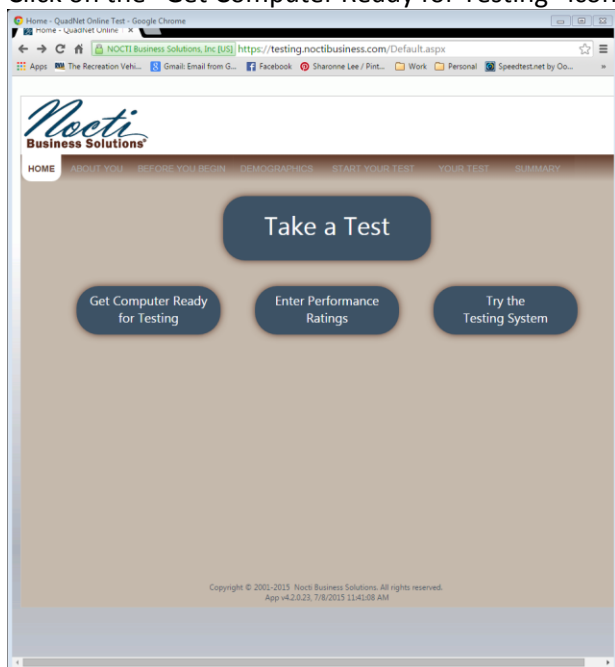 Click on the "Get Computer Ready for Testing" icon
Home - QuadNet Online Test - Google Chrome
Home - QuadNet Online
NOCTI Business Solutions, Inc [US] https://testing.noctibusiness.com/Default.aspx
Apps The Recreation Vehi... Gmail: Email from G... Facebook Sharonne Lee / Pint... Work Personal Speedtest.net by Oo... »
Nocti
Business Solutions
HOME ABOUT YOU BEFORE YOU BEGIN DEMOGRAPHICS START YOUR TEST YOUR TEST SUMMARY
Take a Test
Get Computer Ready
for Testing
Enter Performance
Ratings
Try the
Testing System
Copyright © 2001-2015 Nocti Business Solutions. All rights reserved.
App v4.2.0.23, 7/8/2015 11:41:08 AM